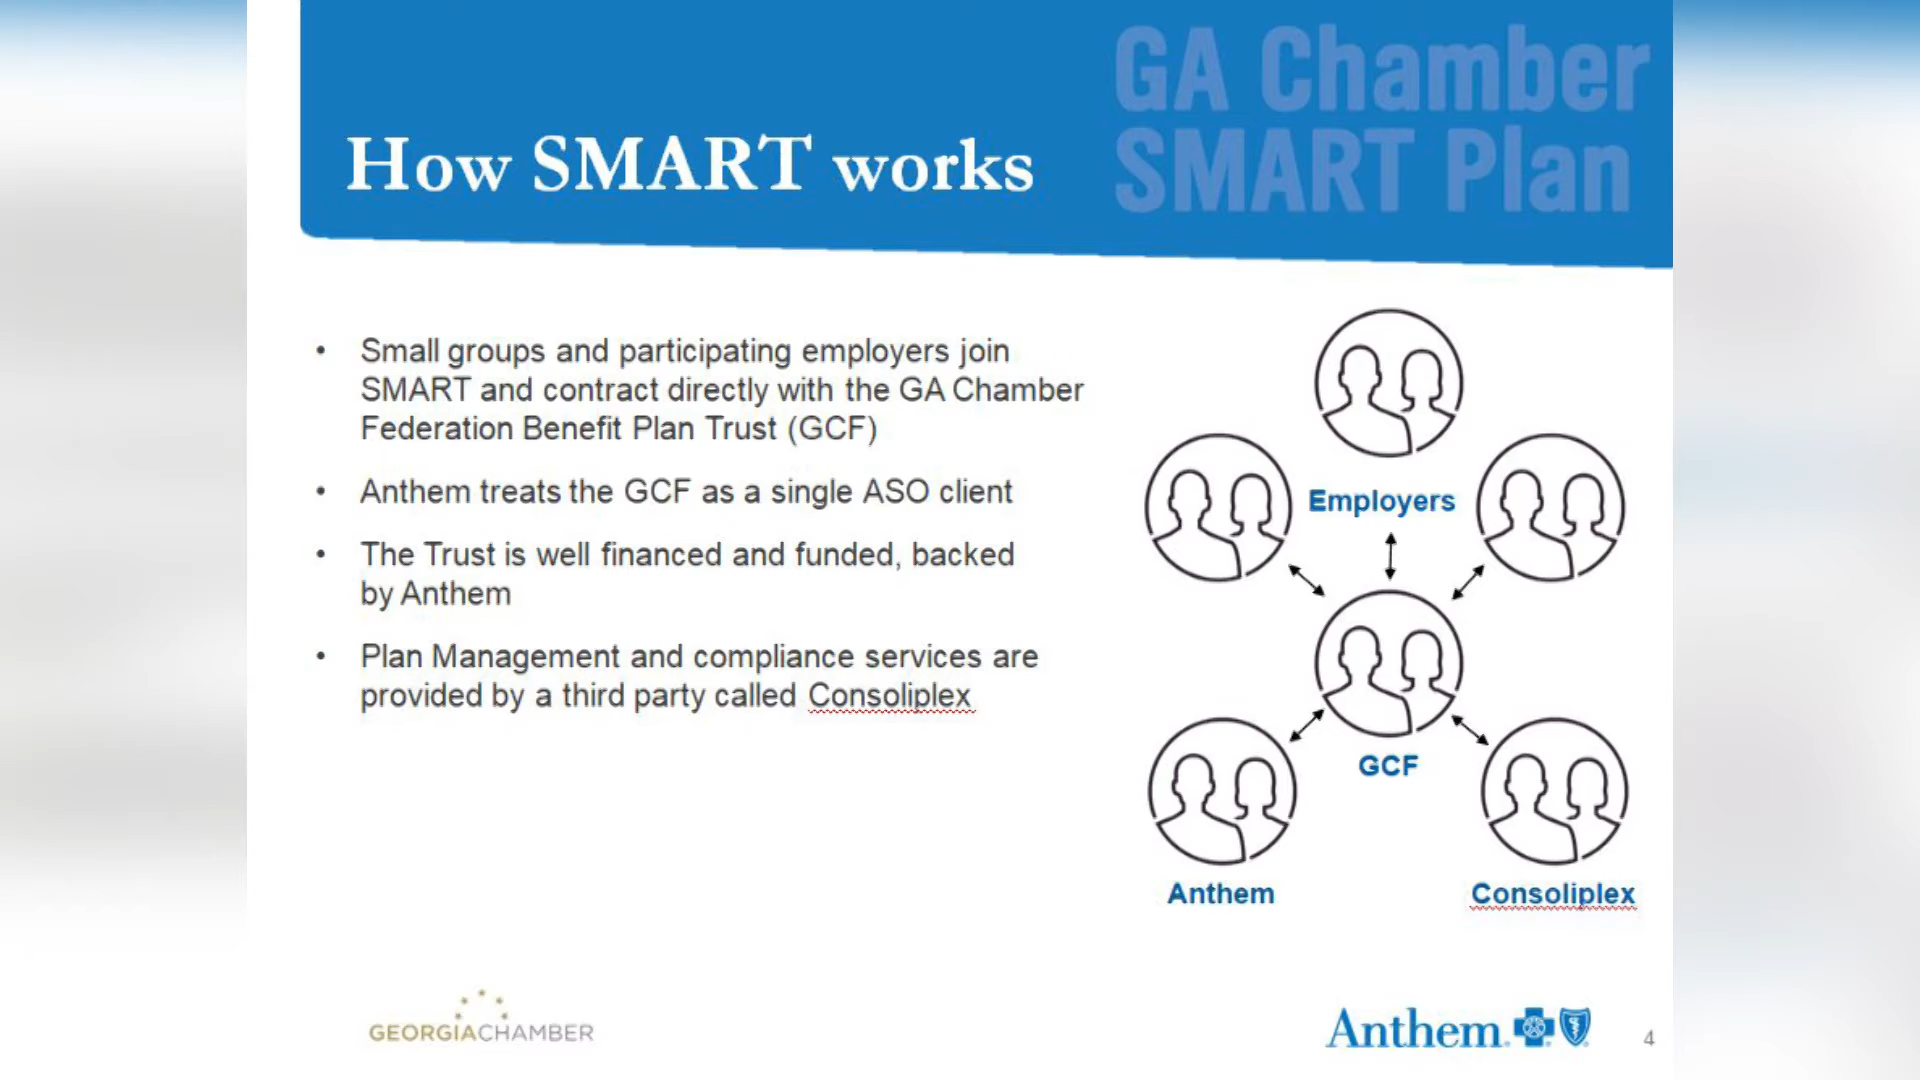 GA Chamber
SMART Plan
How SMART works
• Small groups and participating employers join
SMART and contract directly with the GA Chamber
Federation Benefit Plan Trust (GCF)
• Anthem treats the GCF as a single ASO client
• The Trust is well financed and funded, backed
by Anthem
• Plan Management and compliance services are
provided by a third party called Consoliplex
Employers
GCF
Anthem
Consoliplex
GEORGIACHAMBER
Anthem.
4